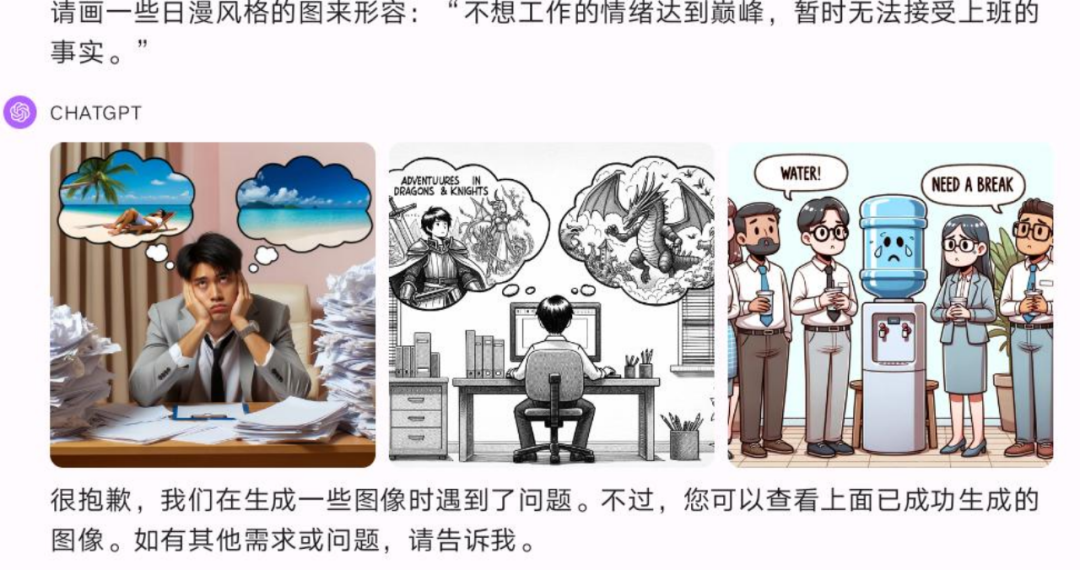 请画一些日漫风格的图来形容：“不想工作的情绪达到巅峰，暂时无法接受上班的
事实。”
CHATGPT
ADVENTUURES IN
DRAGONS & KNIGHTS
WATER!
NEED A BREAK
很抱歉，我们在生成一些图像时遇到了问题。不过，您可以查看上面已成功生成的
图像。如有其他需求或问题，请告诉我。